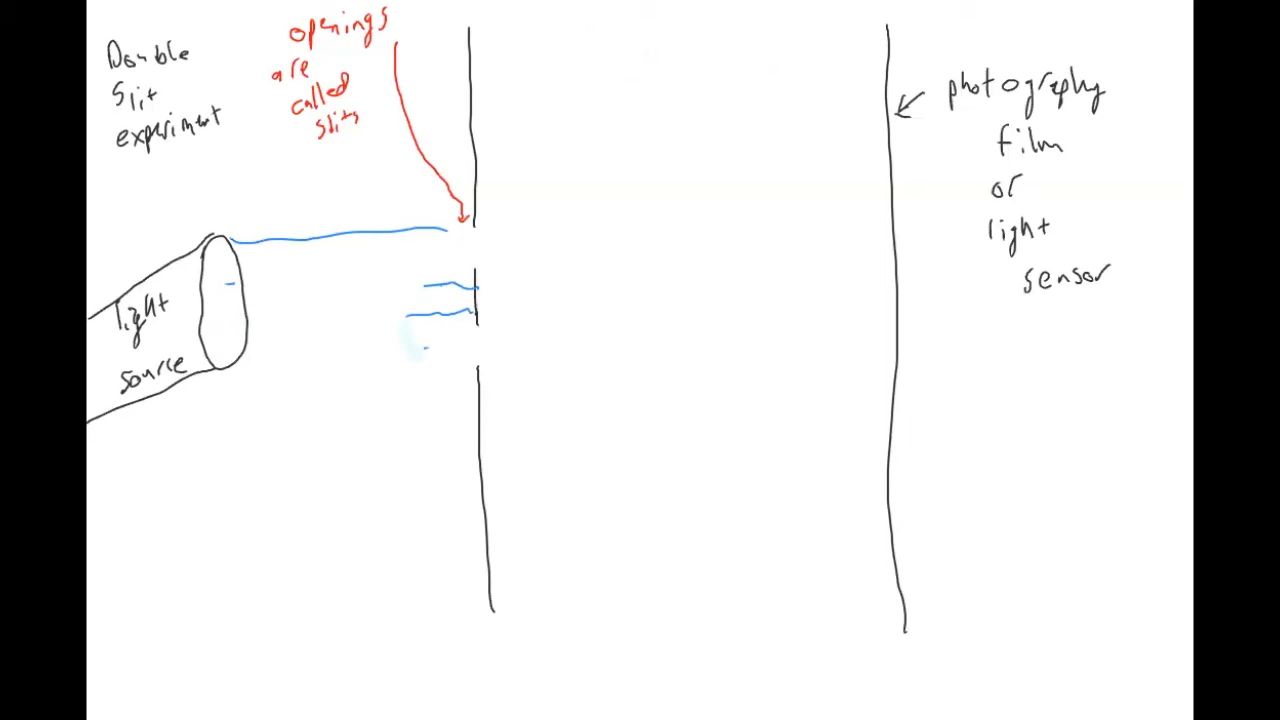 Double
Slit
experiment
openings
are
called
slits
light
source
photography
film
or
light
sensor